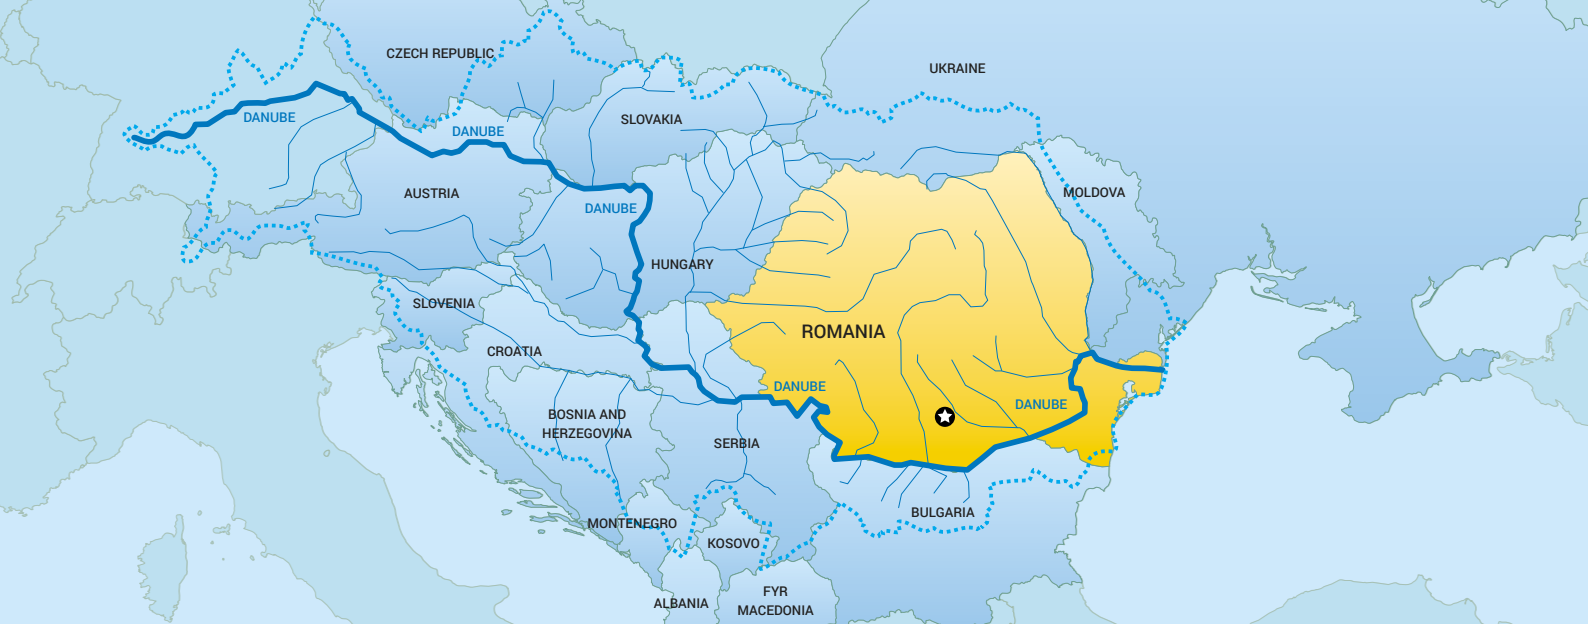 CZECH REPUBLIC
UKRAINE
DANUBE
DANUBE
SLOVAKIA
AUSTRIA
MOLDOVA
DANUBE
HUNGARY
SLOVENIA
ROMANIA
CROATIA
DANUBE
DANUBE
BOSNIA AND
HERZEGOVINA
SERBIA
BULGARIA
MONTENEGRO
KOSOVO
ALBANIA
FYR
MACEDONIA